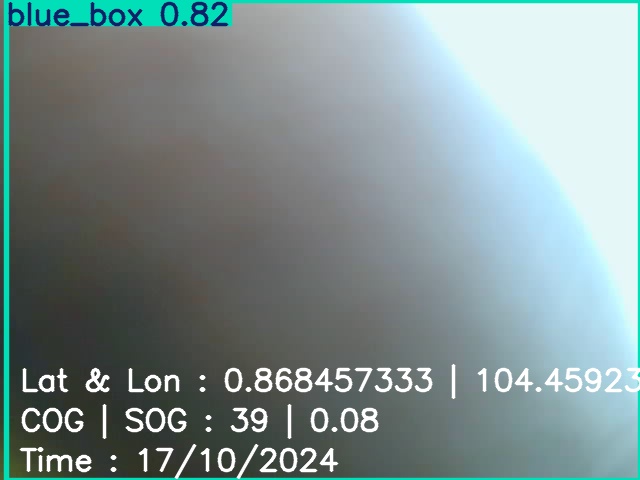 blue_box 0.82
Lat & Lon : 0.868457333 | 104.45923
COG | SOG : 39 | 0.08
Time : 17/10/2024